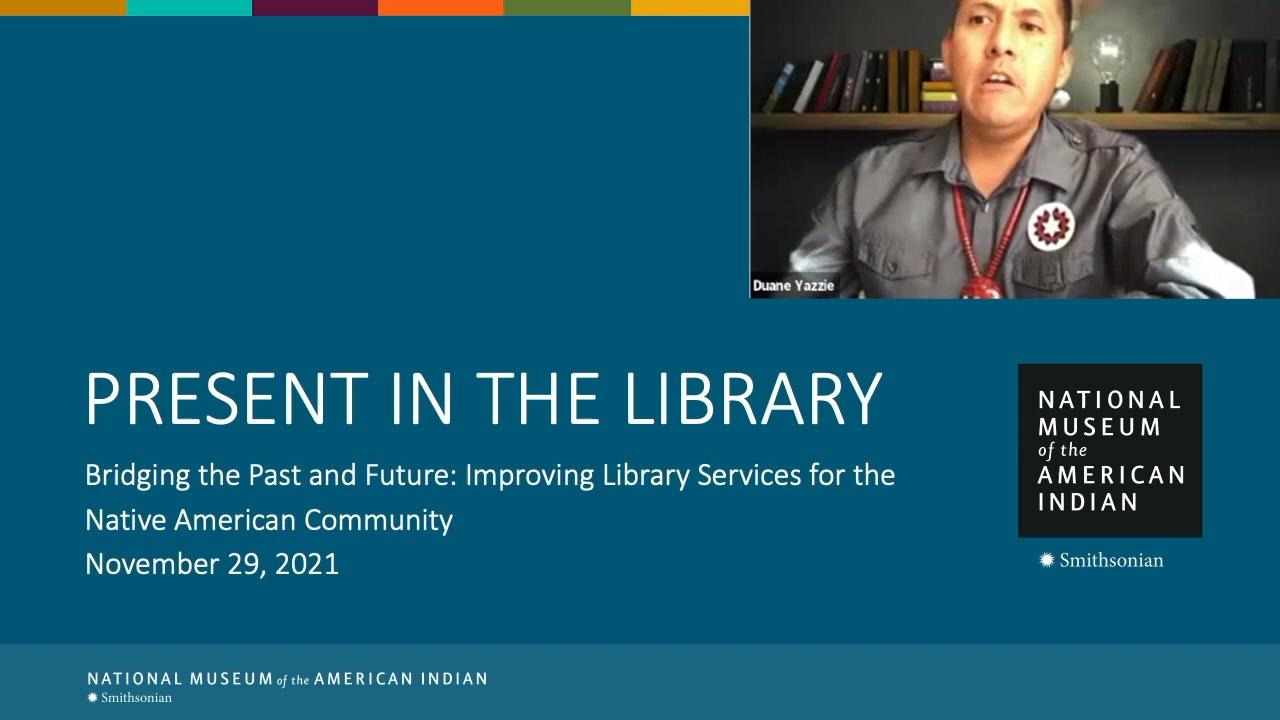 Duane Yazzie
PRESENT IN THE LIBRARY
Bridging the Past and Future: Improving Library Services for the
Native American Community
November 29, 2021
NATIONAL
MUSEUM
of the
AMERICAN
INDIAN
Smithsonian
NATIONAL MUSEUM of the AMERICAN INDIAN
Smithsonian